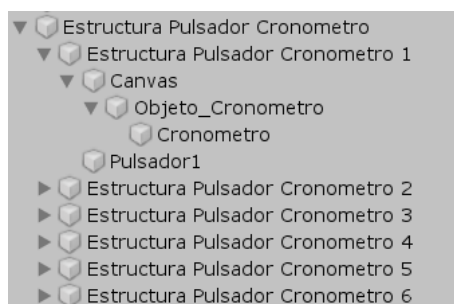 Estructura Pulsador Cronometro
Estructura Pulsador Cronometro 1
Canvas
Objeto_Cronometro
Cronometro
Pulsador1
Estructura Pulsador Cronometro 2
Estructura Pulsador Cronometro 3
Estructura Pulsador Cronometro 4
Estructura Pulsador Cronometro 5
Estructura Pulsador Cronometro 6